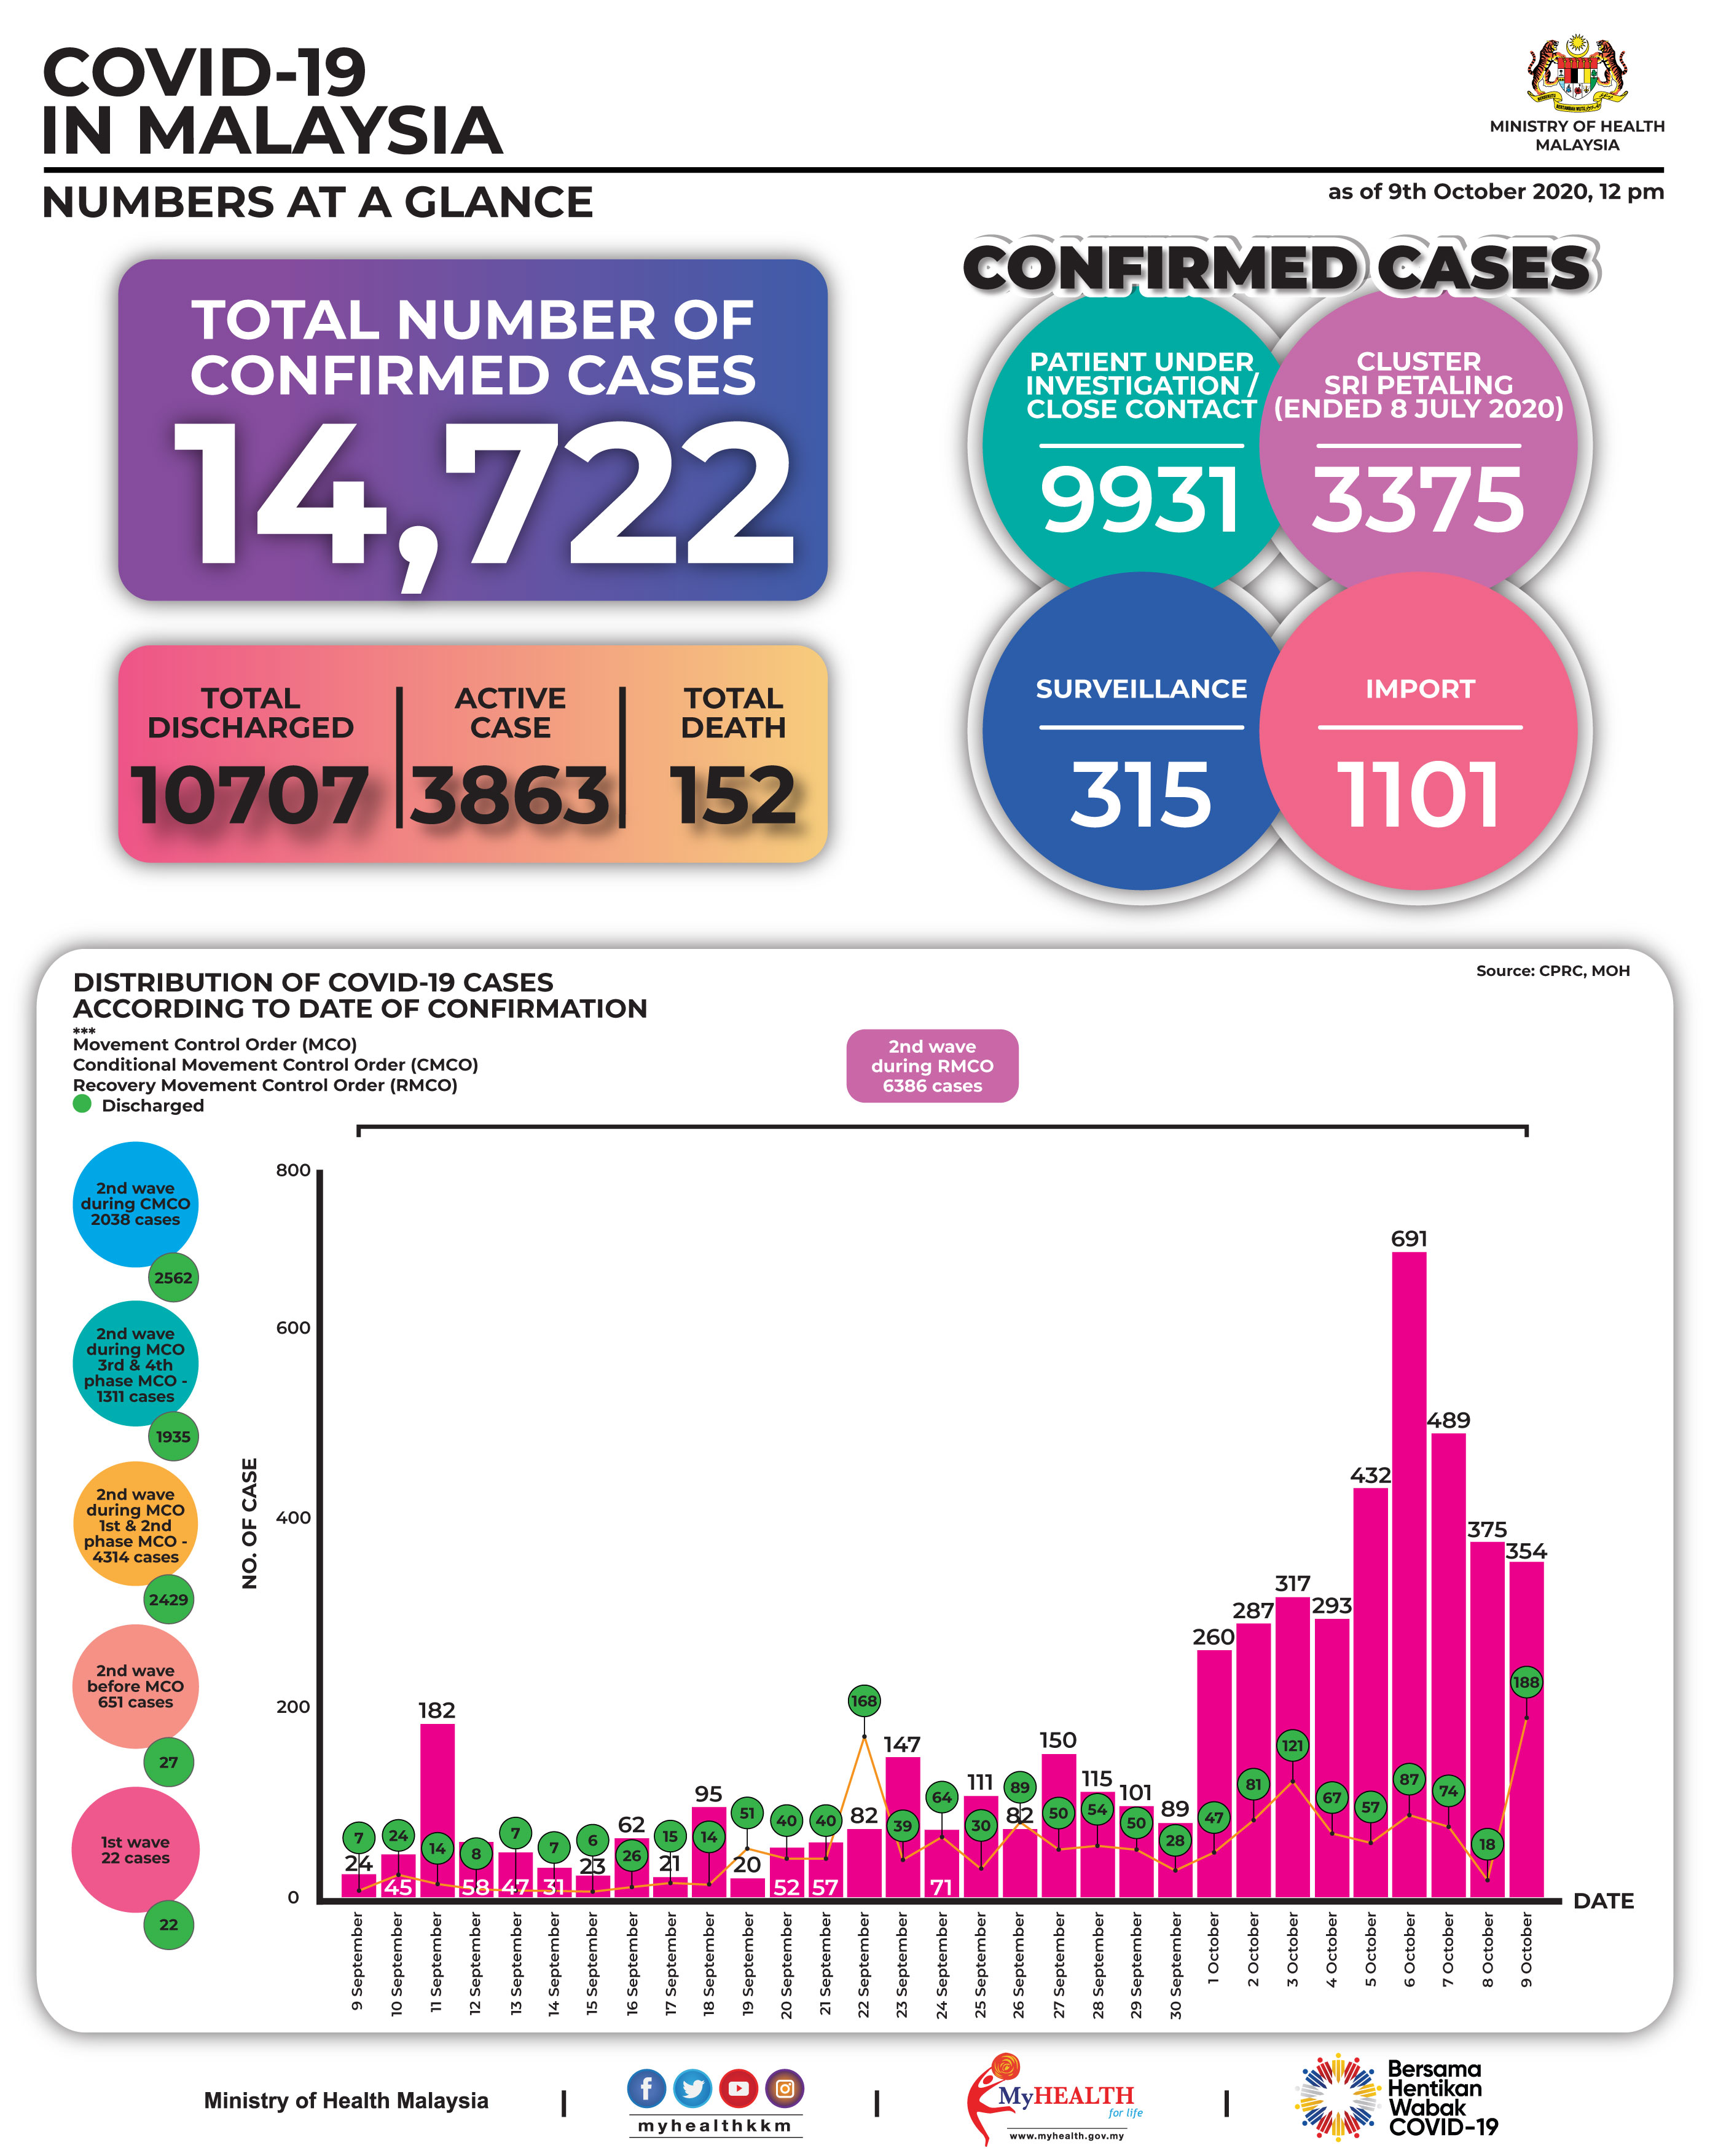 COVID-19
IN MALAYSIA
MINISTRY OF HEALTH
MALAYSIA
NUMBERS AT A GLANCE
as of 9th October 2020, 12 pm
TOTAL NUMBER OF
CONFIRMED CASES
14,722
TOTAL
DISCHARGED
10707
ACTIVE
CASE
3863
TOTAL
DEATH
152
CONFIRMED CASES
PATIENT UNDER
INVESTIGATION /
CLOSE CONTACT
9931
CLUSTER
SRI PETALING
(ENDED 8 JULY 2020)
3375
SURVEILLANCE
315
IMPORT
1101
DISTRIBUTION OF COVID-19 CASES
ACCORDING TO DATE OF CONFIRMATION
Source: CPRC, MOH
***
Movement Control Order (MCO)
Conditional Movement Control Order (CMCO)
Recovery Movement Control Order (RMCO)
Discharged
2nd wave
during RMCO
6386 cases
2nd wave
during CMCO
2038 cases
2562
2nd wave
during MCO
3rd & 4th
phase MCO -
1311 cases
1935
2nd wave
during MCO
1st & 2nd
phase MCO -
4314 cases
2429
2nd wave
before MCO
651 cases
27
1st wave
22 cases
22
NO. OF CASE
800
600
400
200
0
24
45
182
58
47
31
23
62
21
95
20
52
57
82
147
71
111
82
150
115
101
89
260
287
317
293
432
691
489
375
354
7
24
14
8
7
7
6
26
15
14
51
40
40
168
39
64
30
89
50
54
50
28
47
81
121
67
57
87
74
18
188
DATE
9 September
10 September
11 September
12 September
13 September
14 September
15 September
16 September
17 September
18 September
19 September
20 September
21 September
22 September
23 September
24 September
25 September
26 September
27 September
28 September
29 September
30 September
1 October
2 October
3 October
4 October
5 October
6 October
7 October
8 October
9 October
Ministry of Health Malaysia
myhealthkkm
MyHEALTH
for life
www.myhealth.gov.my
Bersama
Hentikan
Wabak
COVID-19